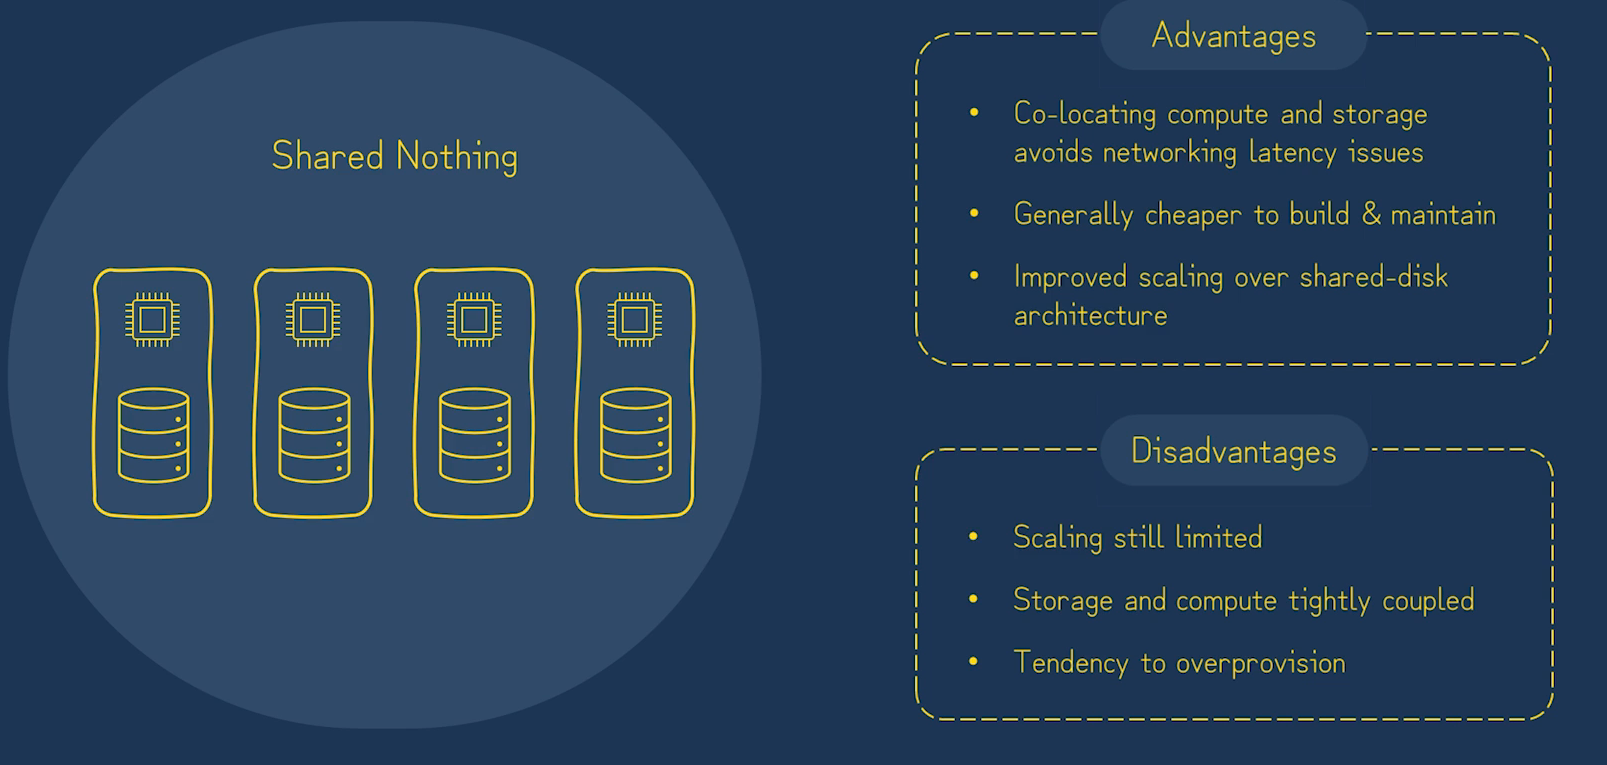 Shared Nothing
Advantages
• Co-locating compute and storage
avoids networking latency issues
• Generally cheaper to build & maintain
• Improved scaling over shared-disk
architecture
Disadvantages
• Scaling still limited
• Storage and compute tightly coupled
• Tendency to overprovision